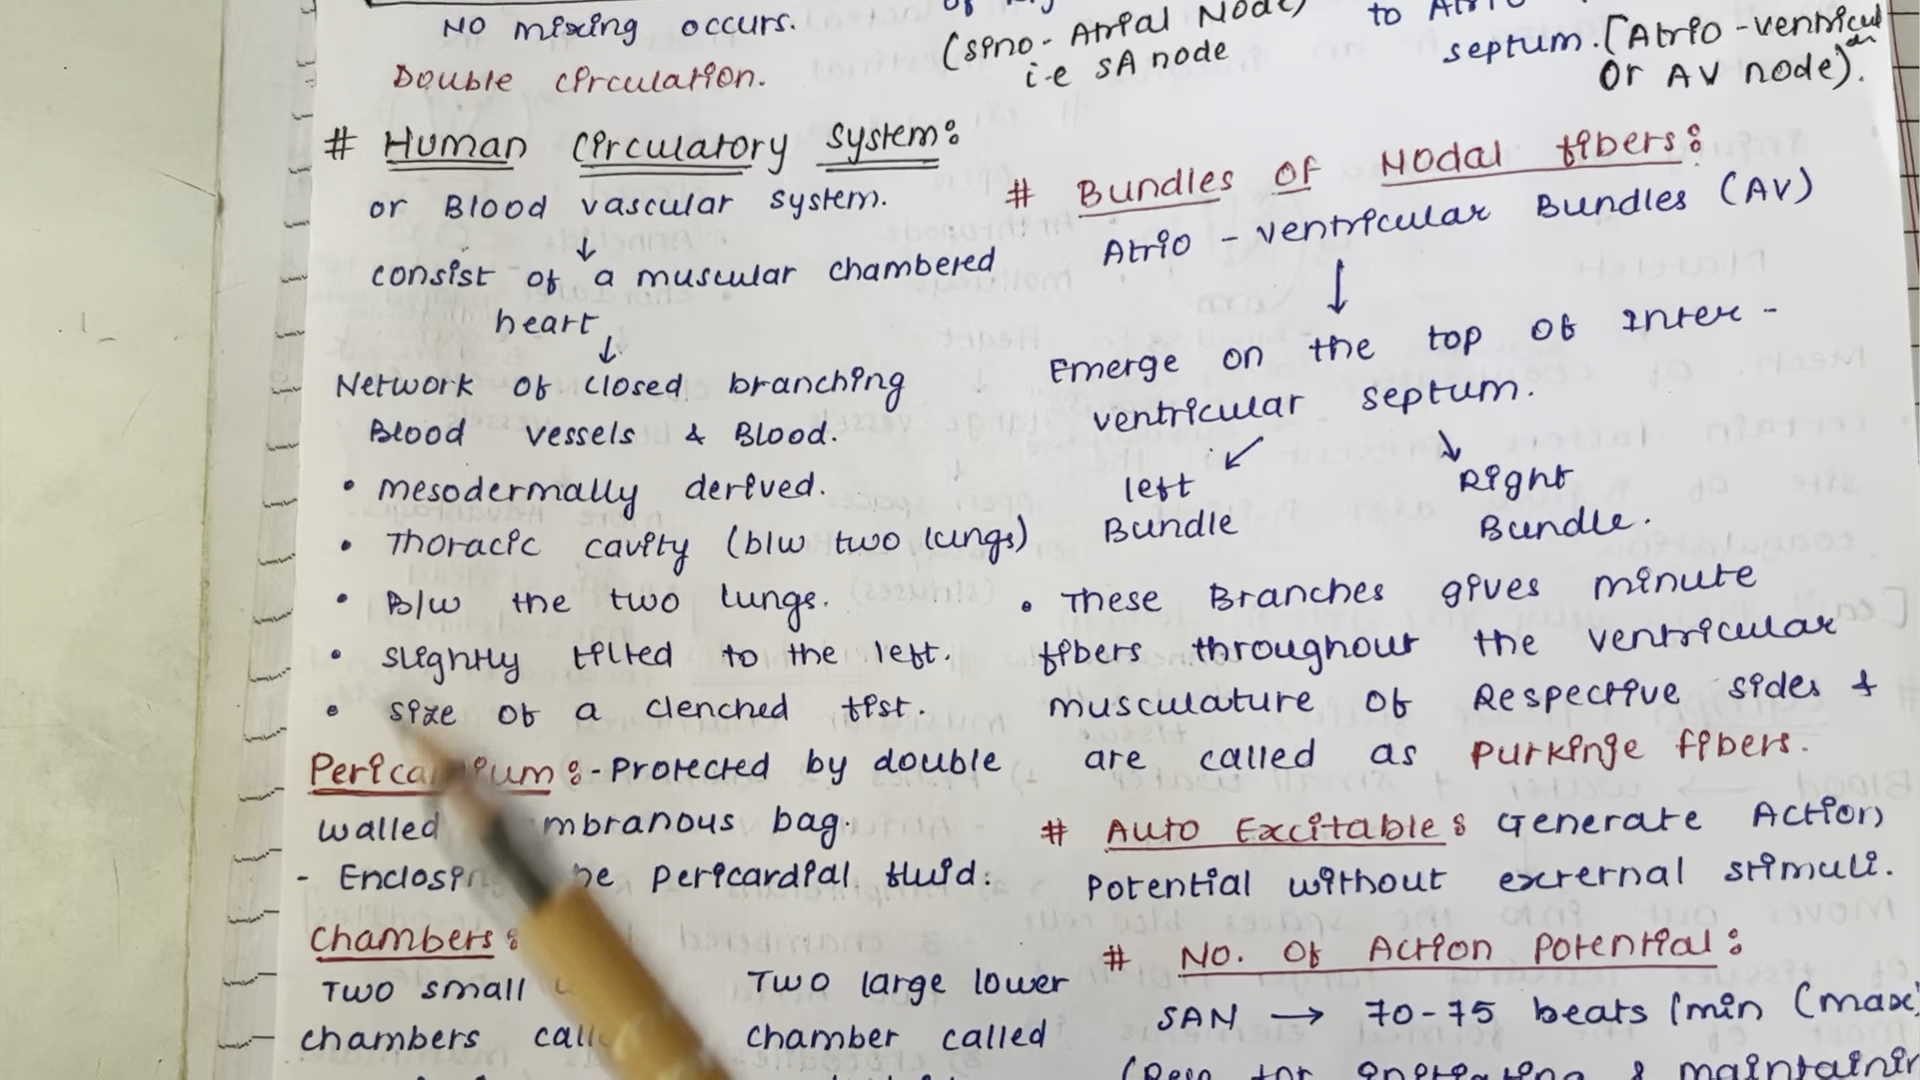 NO mixing occurs.
Double circulation.
# Human Circulatory System:
or Blood vascular system.
↓
consist of a muscular chambered
heart
↓
Network of closed branching
Blood vessels & Blood.
• mesodermally derived.
• Thoracic cavity (b/w two lungs)
• B/w the two lungs.
• slightly tilted to the left.
• size of a clenched fist.
:- Protected by double
walled bag.
- the Pericardial fluid.
Chambers:
Two small
chambers
Two large lower
chamber called
(Sino-Atrial Node)
i.e SA node
to
septum. [Atrio-ventricular
Or AV node).
# Bundles of Nodal fibers:
Atrio-ventricular Bundles (AV)
↓
Emerge on the top of Inter-
ventricular septum.
↙ ↘
left Right
Bundle Bundle.
• These Branches gives minute
fibers throughout the ventricular
musculature of Respective sides &
are called as Purkinje fibers.
# Auto Excitable: Generate Action
Potential without external stimuli.
# No. of Action Potential:
SAN → 70-75 beats/min (max)